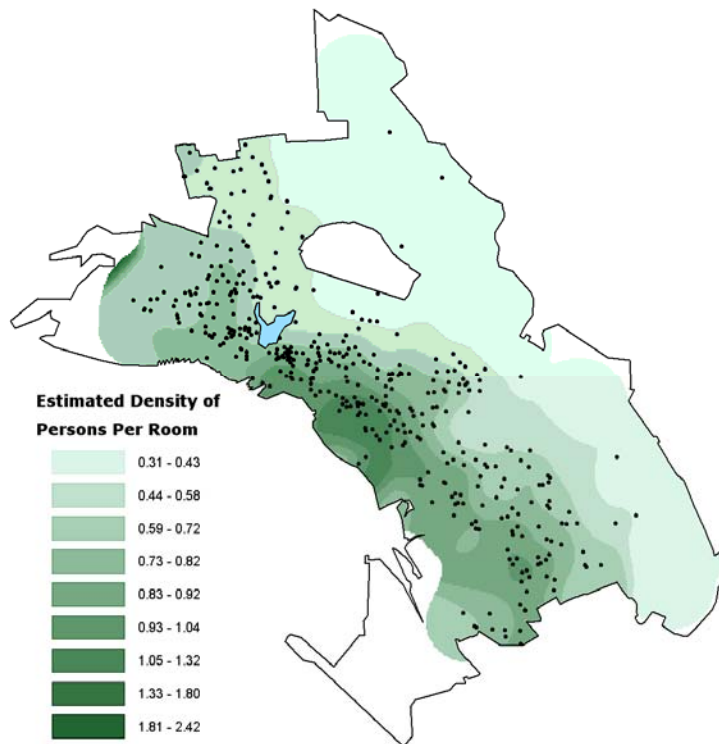 Estimated Density of
Persons Per Room
0.31 - 0.43
0.44 - 0.58
0.59 - 0.72
0.73 - 0.82
0.83 - 0.92
0.93 - 1.04
1.05 - 1.32
1.33 - 1.80
1.81 - 2.42